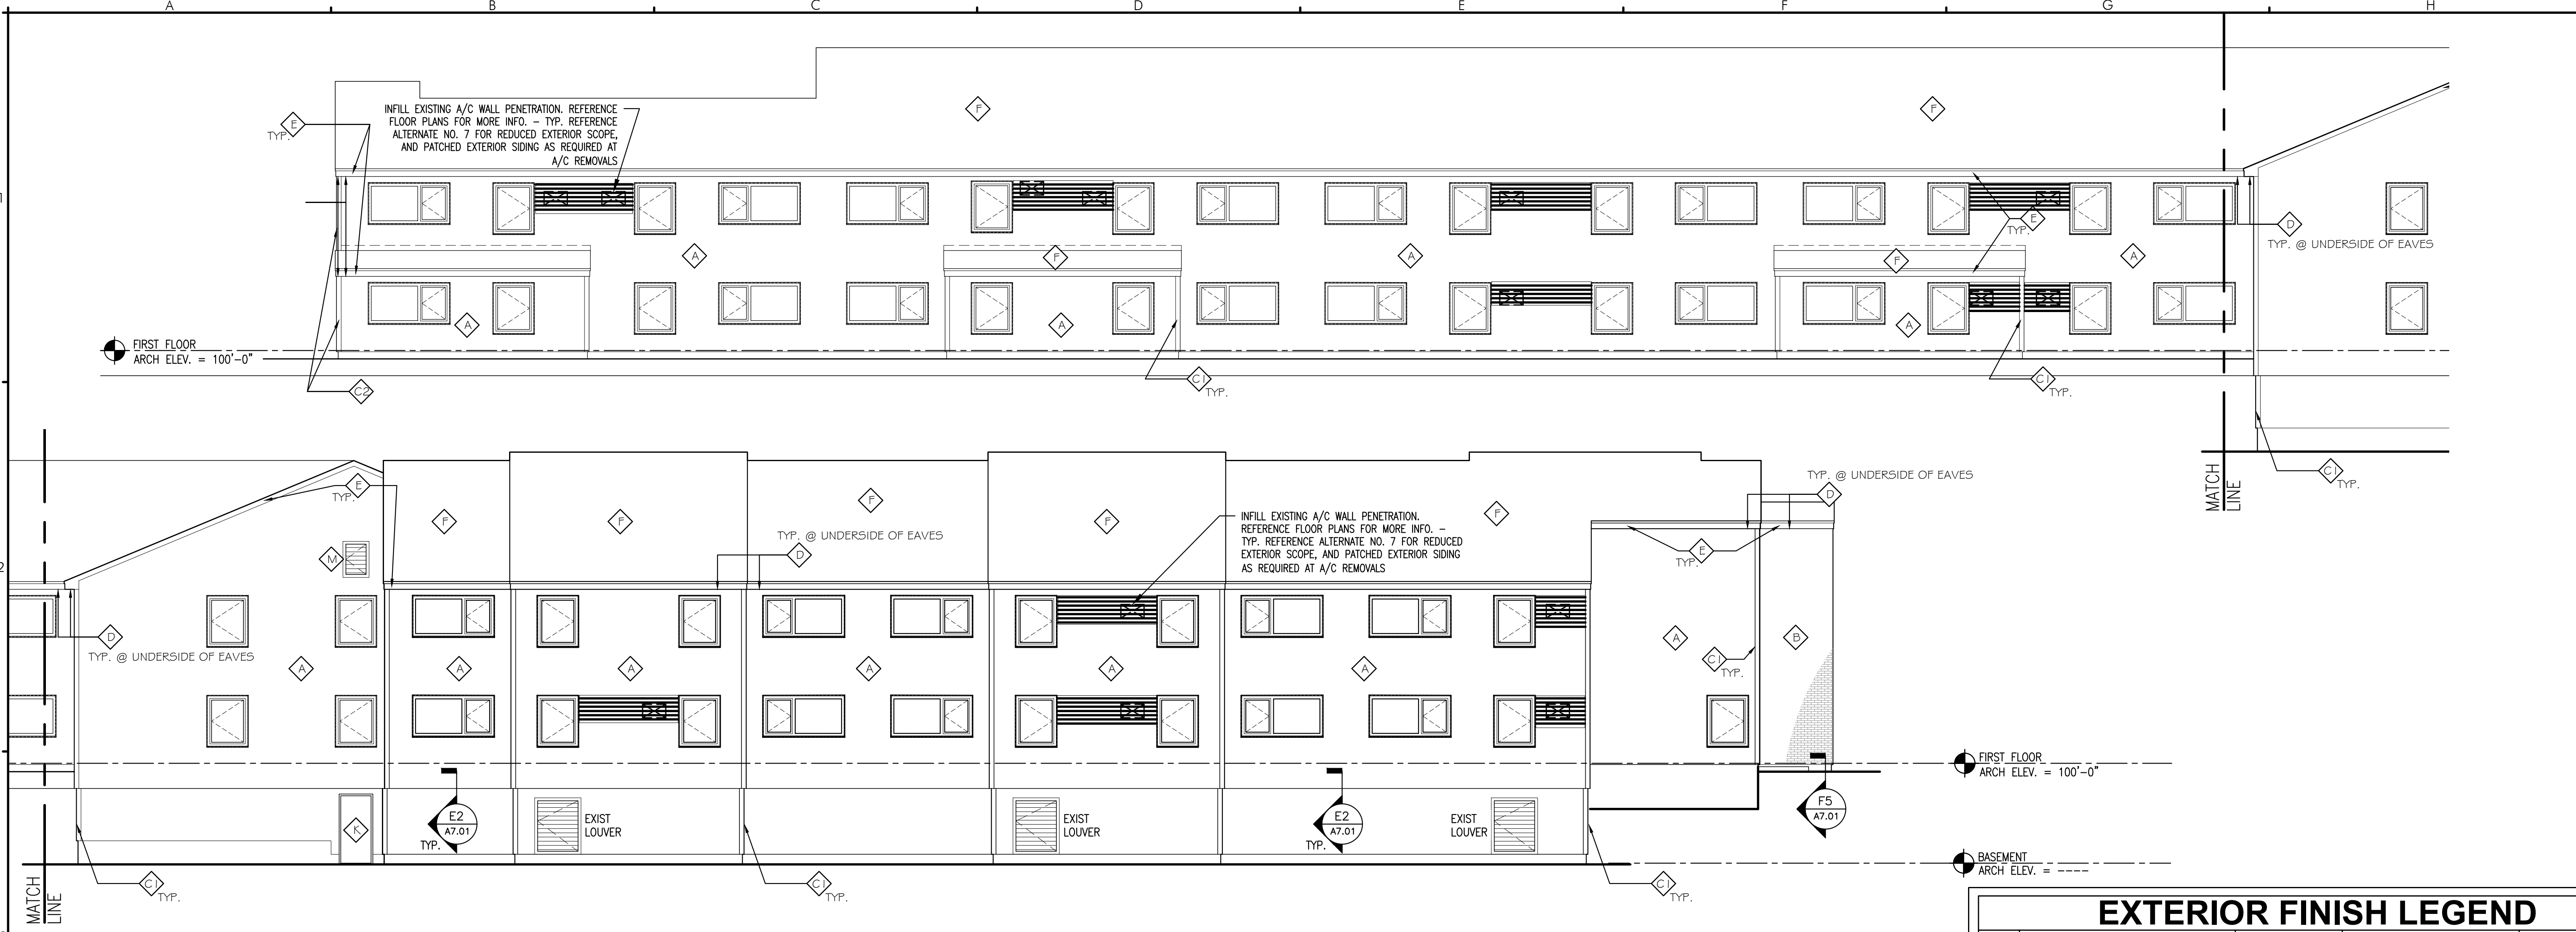 A B C D E F G H
1
INFILL EXISTING A/C WALL PENETRATION. REFERENCE
FLOOR PLANS FOR MORE INFO. – TYP. REFERENCE
ALTERNATE NO. 7 FOR REDUCED EXTERIOR SCOPE,
AND PATCHED EXTERIOR SIDING AS REQUIRED AT
A/C REMOVALS
F
F
E
TYP.
A
F
A
E
TYP.
F
A
D
TYP. @ UNDERSIDE OF EAVES
A
A
A
FIRST FLOOR
ARCH ELEV. = 100'-0"
C2
C1
TYP.
C1
TYP.
C1
TYP.
MATCH
LINE
2
E
TYP.
F
F
F
F
F
TYP. @ UNDERSIDE OF EAVES
D
INFILL EXISTING A/C WALL PENETRATION.
REFERENCE FLOOR PLANS FOR MORE INFO. –
TYP. REFERENCE ALTERNATE NO. 7 FOR REDUCED
EXTERIOR SCOPE, AND PATCHED EXTERIOR SIDING
AS REQUIRED AT A/C REMOVALS
TYP. @ UNDERSIDE OF EAVES
D
M
E
TYP.
D
TYP. @ UNDERSIDE OF EAVES
A
A
A
A
A
A
A
B
C1
TYP.
FIRST FLOOR
ARCH ELEV. = 100'-0"
K
E2
A7.01
TYP.
EXIST
LOUVER
EXIST
LOUVER
E2
A7.01
TYP.
EXIST
LOUVER
F5
A7.01
BASEMENT
ARCH ELEV. = ----
C1
TYP.
C1
TYP.
C1
TYP.
MATCH
LINE
EXTERIOR FINISH LEGEND